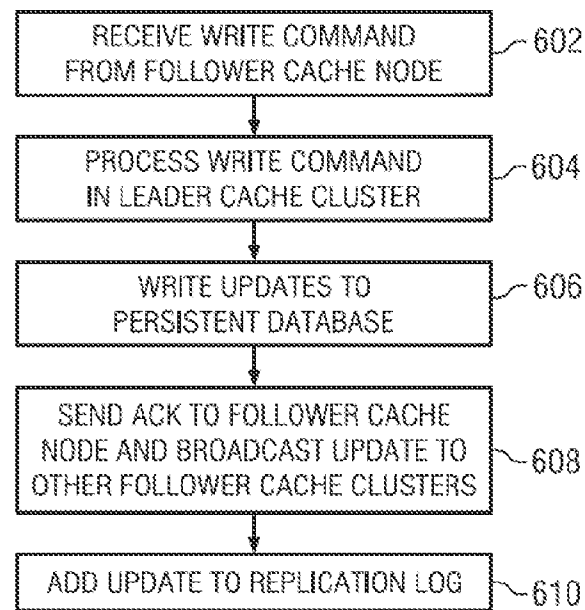 RECEIVE WRITE COMMAND
FROM FOLLOWER CACHE NODE
602
PROCESS WRITE COMMAND
IN LEADER CACHE CLUSTER
604
WRITE UPDATES TO
PERSISTENT DATABASE
606
SEND ACK TO FOLLOWER CACHE
NODE AND BROADCAST UPDATE TO
OTHER FOLLOWER CACHE CLUSTERS
608
ADD UPDATE TO REPLICATION LOG
610